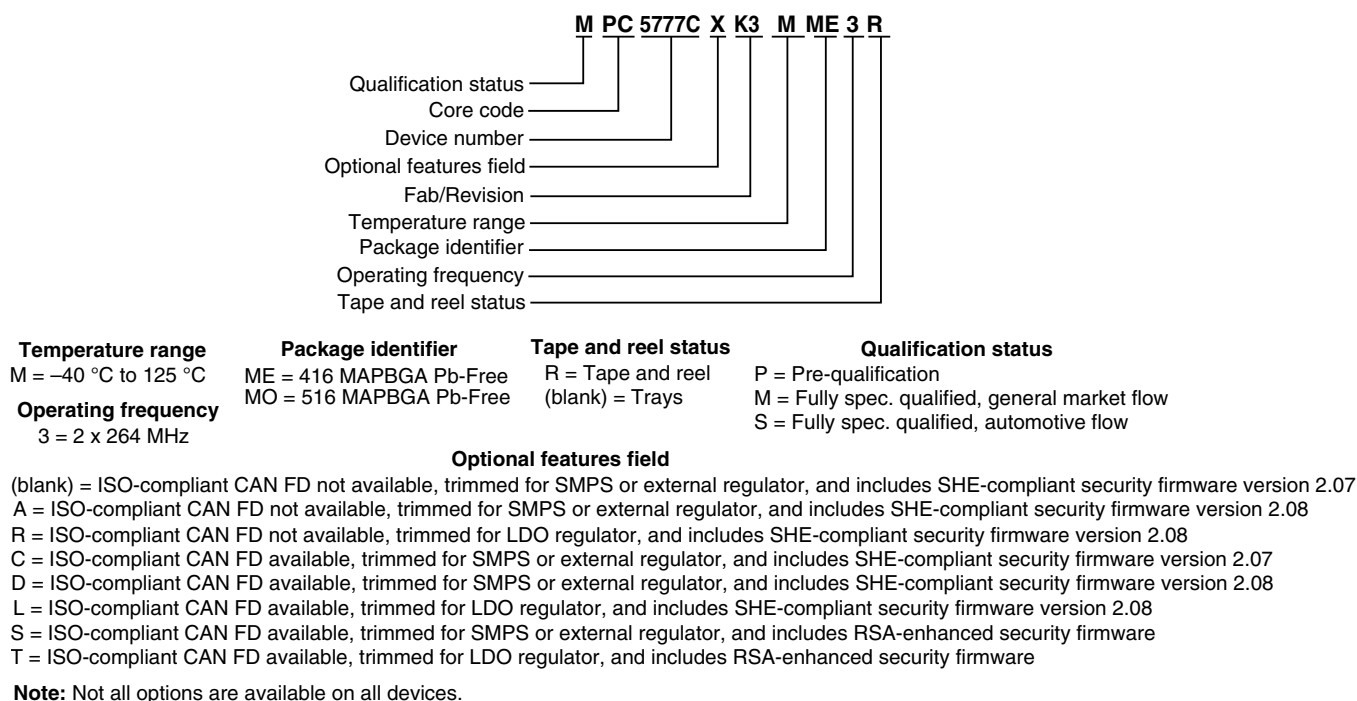 M PC 5777C X K3 M ME 3 R
Qualification status
Core code
Device number
Optional features field
Fab/Revision
Temperature range
Package identifier
Operating frequency
Tape and reel status
Temperature range
M = –40 °C to 125 °C
Operating frequency
3 = 2 x 264 MHz
Package identifier
ME = 416 MAPBGA Pb-Free
MO = 516 MAPBGA Pb-Free
Tape and reel status
R = Tape and reel
(blank) = Trays
Qualification status
P = Pre-qualification
M = Fully spec. qualified, general market flow
S = Fully spec. qualified, automotive flow
Optional features field
(blank) = ISO-compliant CAN FD not available, trimmed for SMPS or external regulator, and includes SHE-compliant security firmware version 2.07
A = ISO-compliant CAN FD not available, trimmed for SMPS or external regulator, and includes SHE-compliant security firmware version 2.08
R = ISO-compliant CAN FD not available, trimmed for LDO regulator, and includes SHE-compliant security firmware version 2.08
C = ISO-compliant CAN FD available, trimmed for SMPS or external regulator, and includes SHE-compliant security firmware version 2.07
D = ISO-compliant CAN FD available, trimmed for SMPS or external regulator, and includes SHE-compliant security firmware version 2.08
L = ISO-compliant CAN FD available, trimmed for LDO regulator, and includes SHE-compliant security firmware version 2.08
S = ISO-compliant CAN FD available, trimmed for SMPS or external regulator, and includes RSA-enhanced security firmware
T = ISO-compliant CAN FD available, trimmed for LDO regulator, and includes RSA-enhanced security firmware
Note: Not all options are available on all devices.